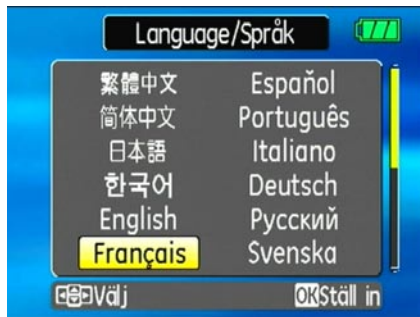 Language/Språk
繁體中文 Espaňol
简体中文 Português
日本語 Italiano
한국어 Deutsch
English Русский
Français Svenska
Välj OK Ställ in